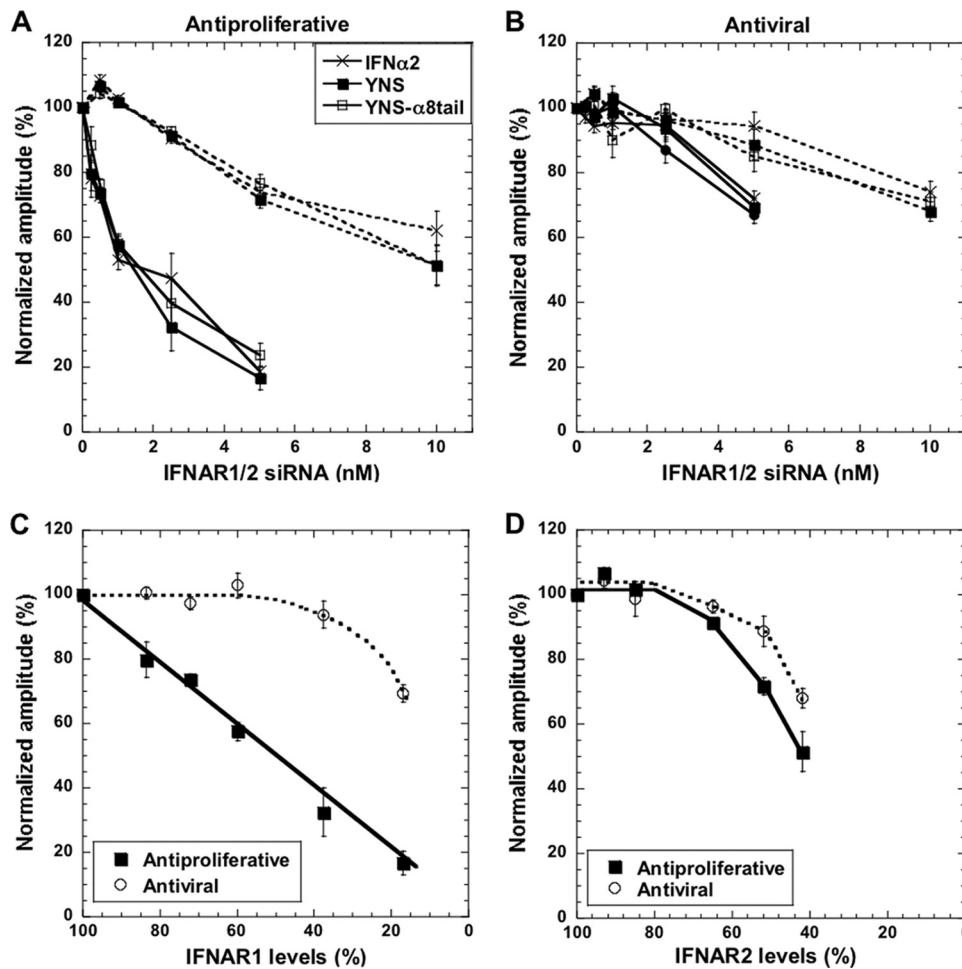 A Antiproliferative
120
100
80
60
40
20
0
Normalized amplitude (%)
IFNα2
YNS
YNS-α8tail
0 2 4 6 8 10
IFNAR1/2 siRNA (nM)
B Antiviral
120
100
80
60
40
20
0
Normalized amplitude (%)
0 2 4 6 8 10
IFNAR1/2 siRNA (nM)
C
120
100
80
60
40
20
0
Normalized amplitude (%)
Antiproliferative
Antiviral
100 80 60 40 20 0
IFNAR1 levels (%)
D
120
100
80
60
40
20
0
Normalized amplitude (%)
Antiproliferative
Antiviral
100 80 60 40 20 0
IFNAR2 levels (%)